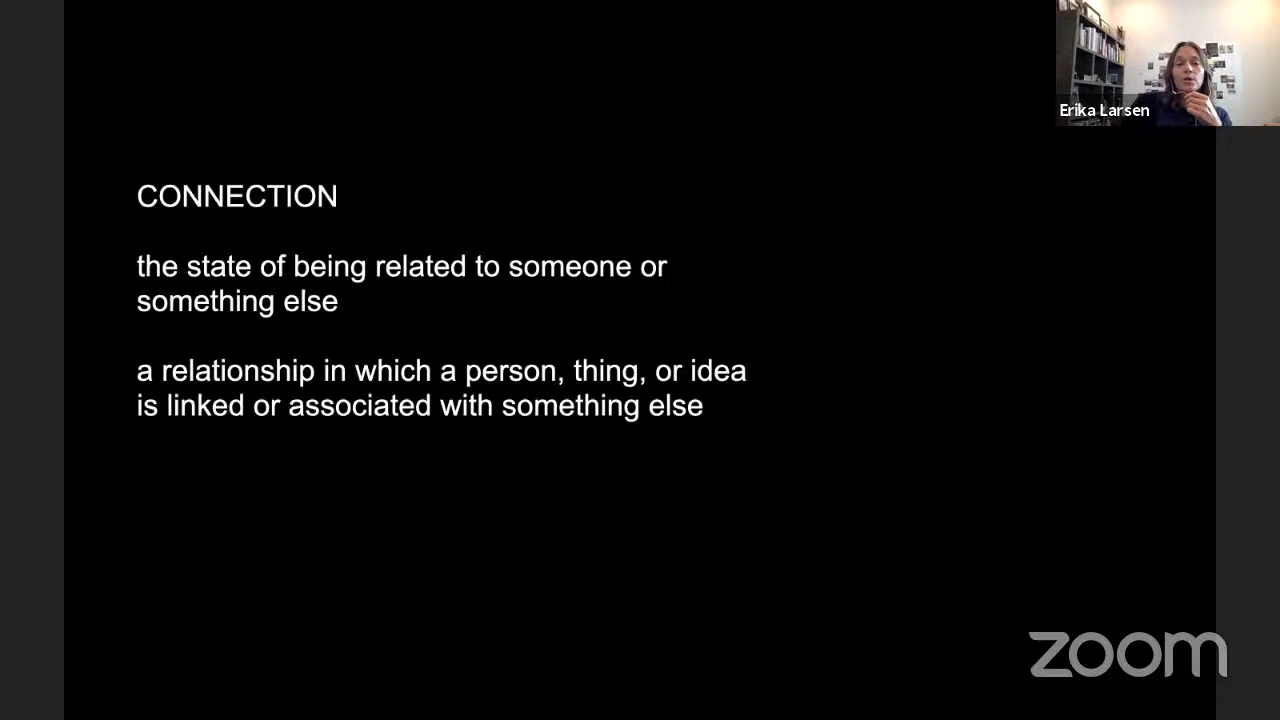 Erika Larsen
CONNECTION
the state of being related to someone or
something else
a relationship in which a person, thing, or idea
is linked or associated with something else
zoom